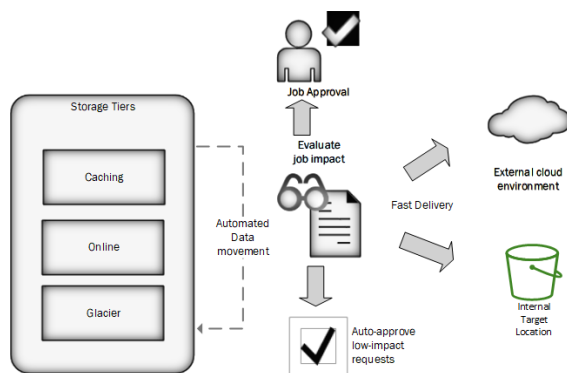 Storage Tiers
Caching
Online
Glacier
Automated
Data
movement
Job Approval
Evaluate
job impact
Auto-approve
low-impact
requests
Fast Delivery
External cloud
environment
Internal
Target
Location